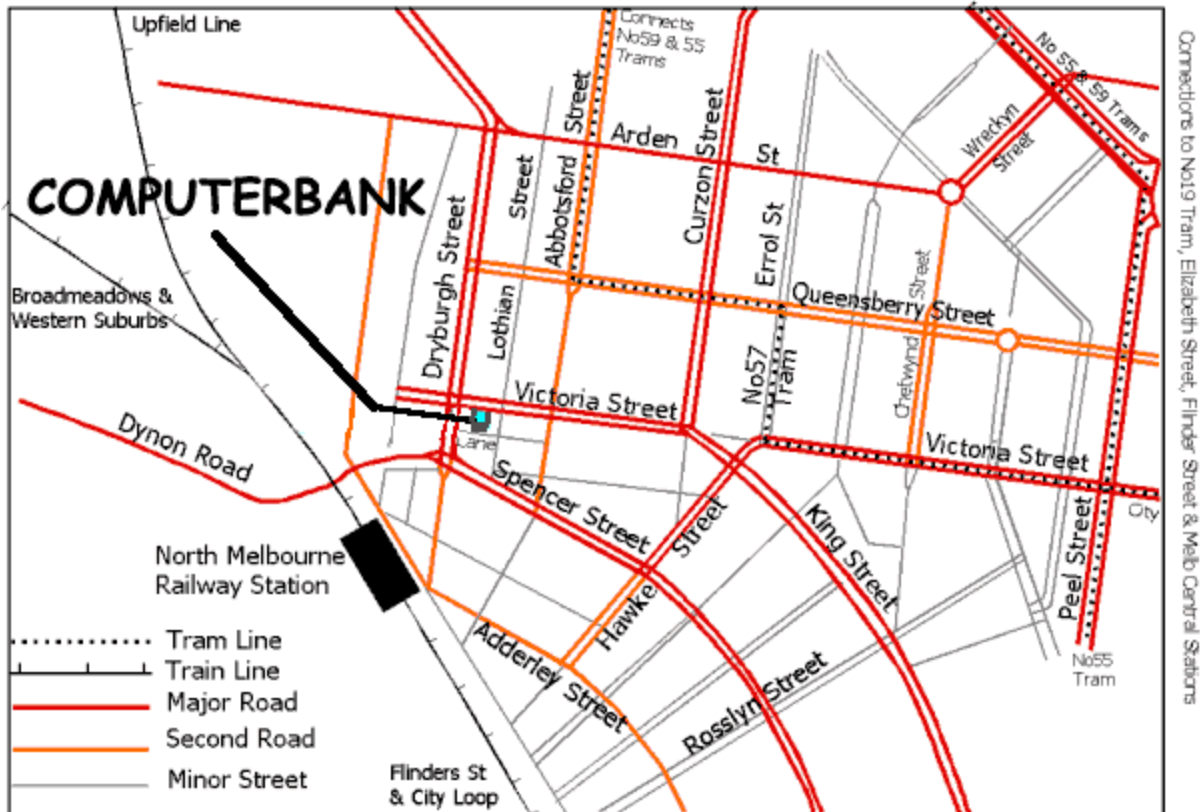 Upfield Line
Connects
No59 & 55
Trams
No 55 & 59 Trams
Connections to No19 Tram, Elizabeth Street, Flinder Street & Melb Central Stations
Street
Arden
St
Curzon Street
Wreckyn
Street
COMPUTERBANK
Street
Abbotsford
Dryburgh Street
Lothian
Errol St
Street
Chetwynd
Queensberry Street
Broadmeadows &
Western Suburbs
No57
Tram
Victoria Street
Lane
Victoria Street
Dynon Road
Spencer Street
Street
Hawke
King Street
Peel Street
City
North Melbourne
Railway Station
Adderley Street
Rosslyn Street
No55
Tram
Tram Line
Train Line
Major Road
Second Road
Minor Street
Flinders St
& City Loop